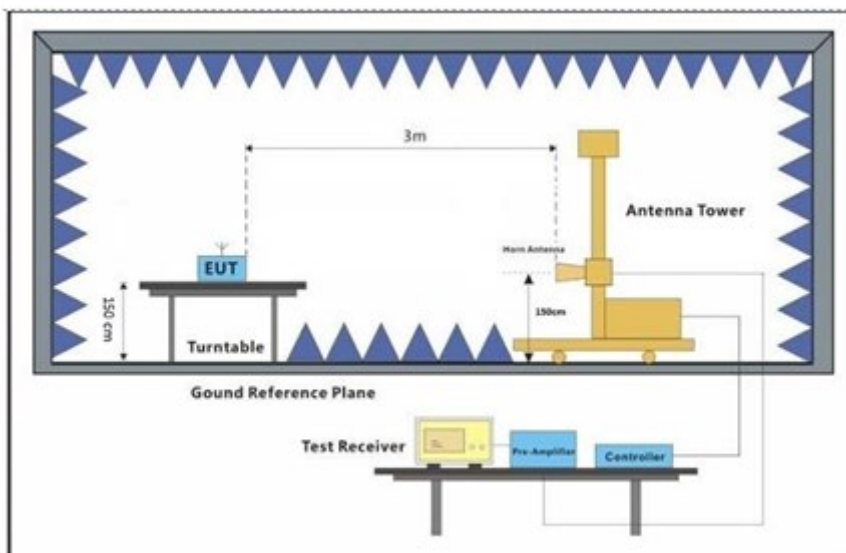 3m
Antenna Tower
Horn Antenna
EUT
150 cm
150cm
Turntable
Gound Reference Plane
Test Receiver
Pre-Amplifier
Controller